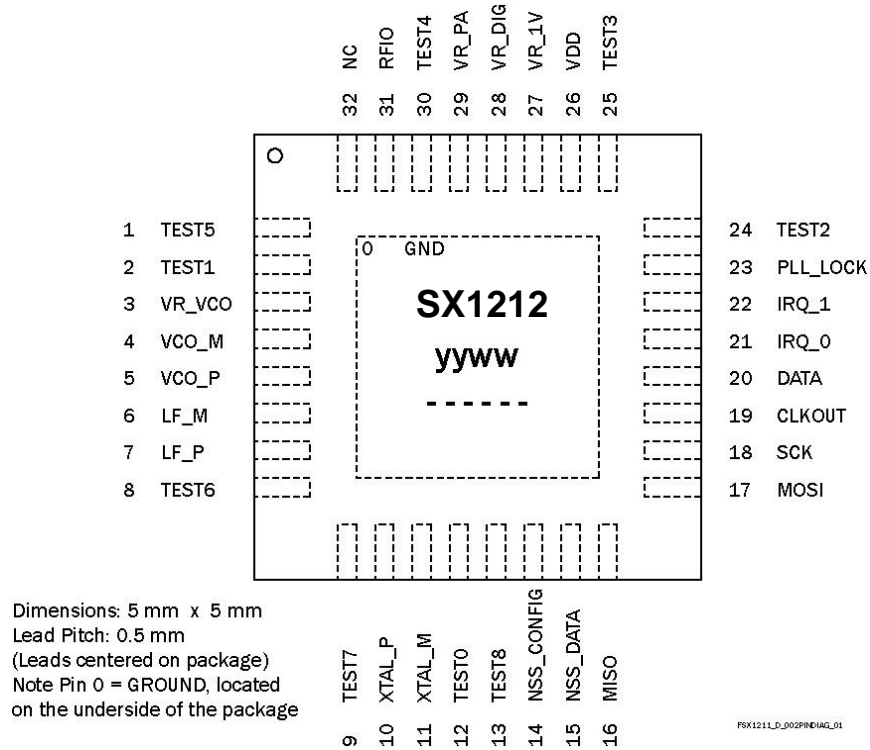 32 NC
31 RFIO
30 TEST4
29 VR_PA
28 VR_DIG
27 VR_1V
26 VDD
25 TEST3
1 TEST5
2 TEST1
3 VR_VCO
4 VCO_M
5 VCO_P
6 LF_M
7 LF_P
8 TEST6
0 GND
SX1212
yyww
- - - - - -
24 TEST2
23 PLL_LOCK
22 IRQ_1
21 IRQ_0
20 DATA
19 CLKOUT
18 SCK
17 MOSI
9 TEST7
10 XTAL_P
11 XTAL_M
12 TEST0
13 TEST8
14 NSS_CONFIG
15 NSS_DATA
16 MISO
Dimensions: 5 mm x 5 mm
Lead Pitch: 0.5 mm
(Leads centered on package)
Note Pin 0 = GROUND, located
on the underside of the package
FSX1211_D_002PINDIAG_01